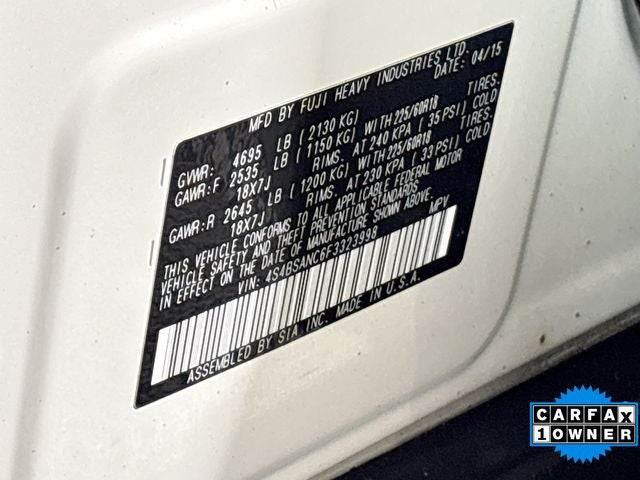 MFD BY FUJI HEAVY INDUSTRIES LTD.
DATE: 04/15
GVWR: 4695 LB ( 2130 KG)
GAWR:F 2535 LB ( 1150 KG) WITH 225/60R18 TIRES.
18X7J RIMS. AT 240 KPA ( 35 PSI) COLD
GAWR:R 2645 LB ( 1200 KG) WITH 225/60R18 TIRES.
18X7J RIMS. AT 230 KPA ( 33 PSI) COLD
THIS VEHICLE CONFORMS TO ALL APPLICABLE FEDERAL MOTOR
VEHICLE SAFETY AND THEFT PREVENTION STANDARDS
IN EFFECT ON THE DATE OF MANUFACTURE SHOWN ABOVE.
VIN: 4S4BSANC6F3323998 MPV
ASSEMBLED BY SIA INC. MADE IN U.S.A.
CARFAX
1 OWNER